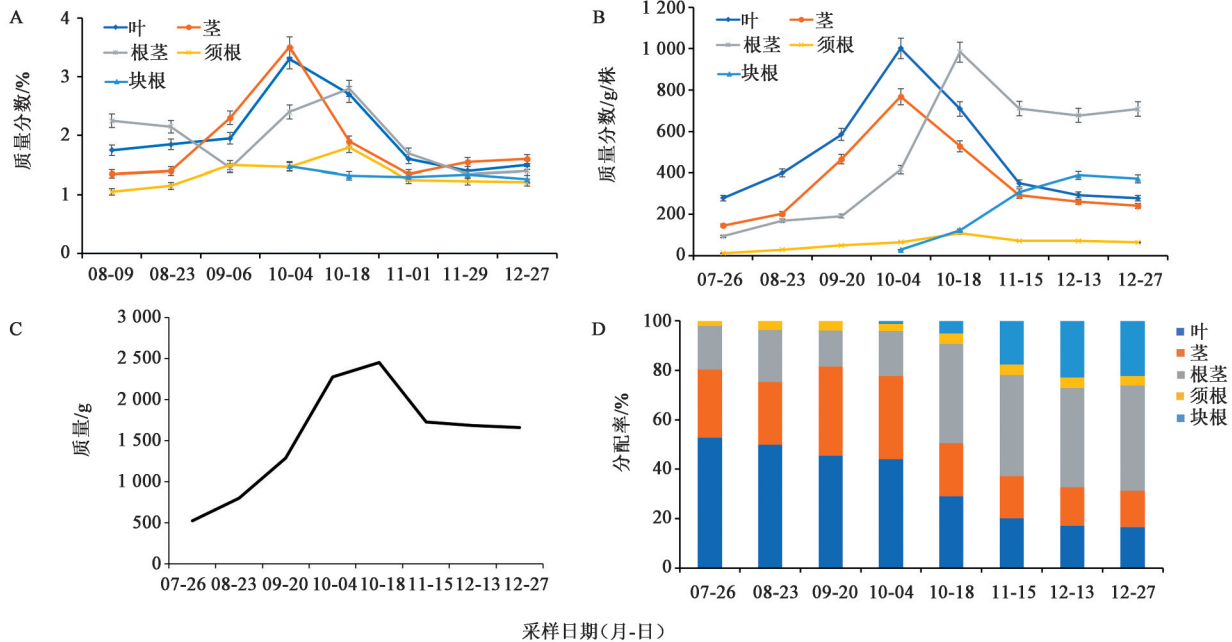 A
质量分数/%
4
3
2
1
0
叶 茎
根茎 须根
块根
08-09 08-23 09-06 10-04 10-18 11-01 11-29 12-27
B
质量分数/g/株
1 000
800
600
400
200
0
叶 茎
根茎 须根
块根
07-26 08-23 09-20 10-04 10-18 11-15 12-13 12-27
C
质量/g
3 000
2 500
2 000
1 500
1 000
500
0
07-26 08-23 09-20 10-04 10-18 11-15 12-13 12-27
D
分配率/%
100
80
60
40
20
0
叶
茎
根茎
须根
块根
07-26 08-23 09-20 10-04 10-18 11-15 12-13 12-27
采样日期(月-日)